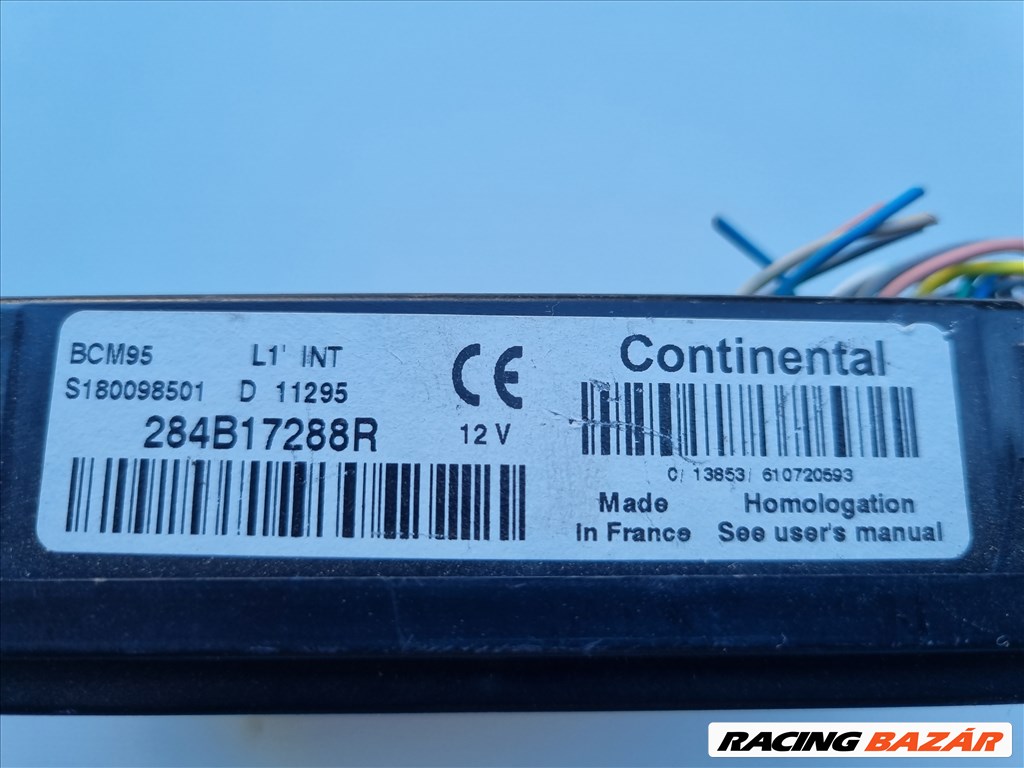 BCM95 L1' INT
S180098501 D 11295
284B17288R
CE
12 V
Continental
C/ 13853/ 610720593
Made In France
Homologation See user's manual
RACING BAZÁR